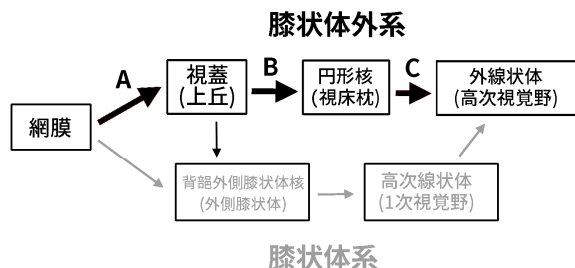 膝状体外系
A
視蓋
(上丘)
B
円形核
(視床枕)
C
外線状体
(高次視覚野)
網膜
背韶外側膝状体核
(外側膝状体)
高次線状体
(1次視覚野)
膝状体系